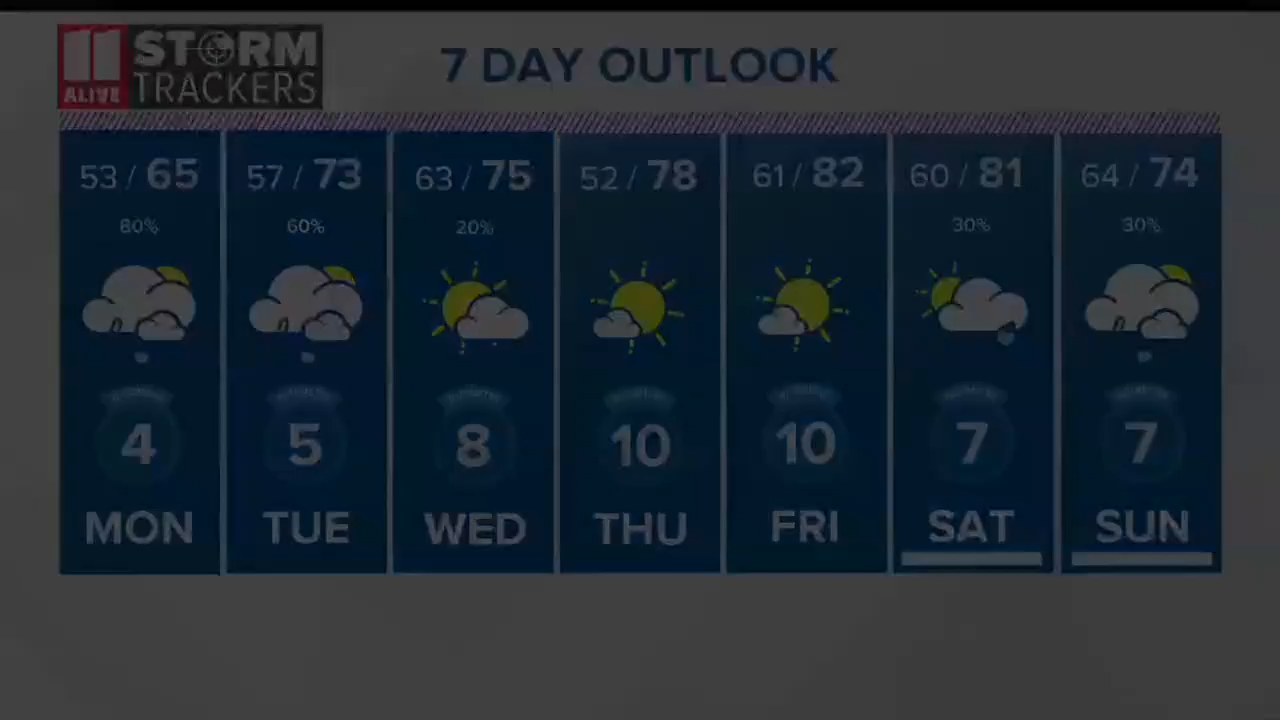 11 ALIVE
STORM
TRACKERS
7 DAY OUTLOOK
53 / 65
57 / 73
63 / 75
52 / 78
61 / 82
60 / 81
64 / 74
80%
60%
20%
30%
30%
4
5
8
10
10
7
7
MON
TUE
WED
THU
FRI
SAT
SUN